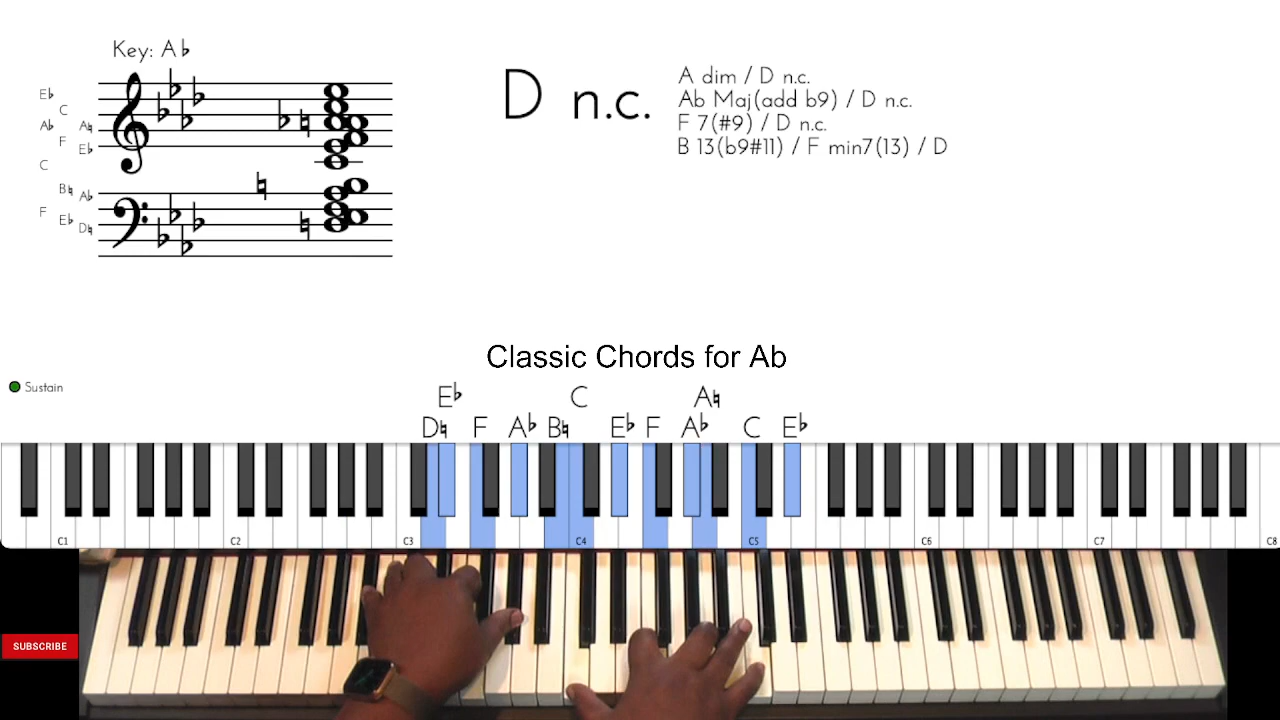 Key: A♭
E♭
C
A♭ A♮
F
E♭
C
B♮
A♭
F
E♭
D♮
D n.c.
A dim / D n.c.
Ab Maj(add b9) / D n.c.
F 7(#9) / D n.c.
B 13(b9#11) / F min7(13) / D
Classic Chords for Ab
Sustain
E♭ C A♮
D♮ F A♭ B♮ E♭ F A♭ C E♭
C1 C2 C3 C4 C5 C6 C7 C8
SUBSCRIBE